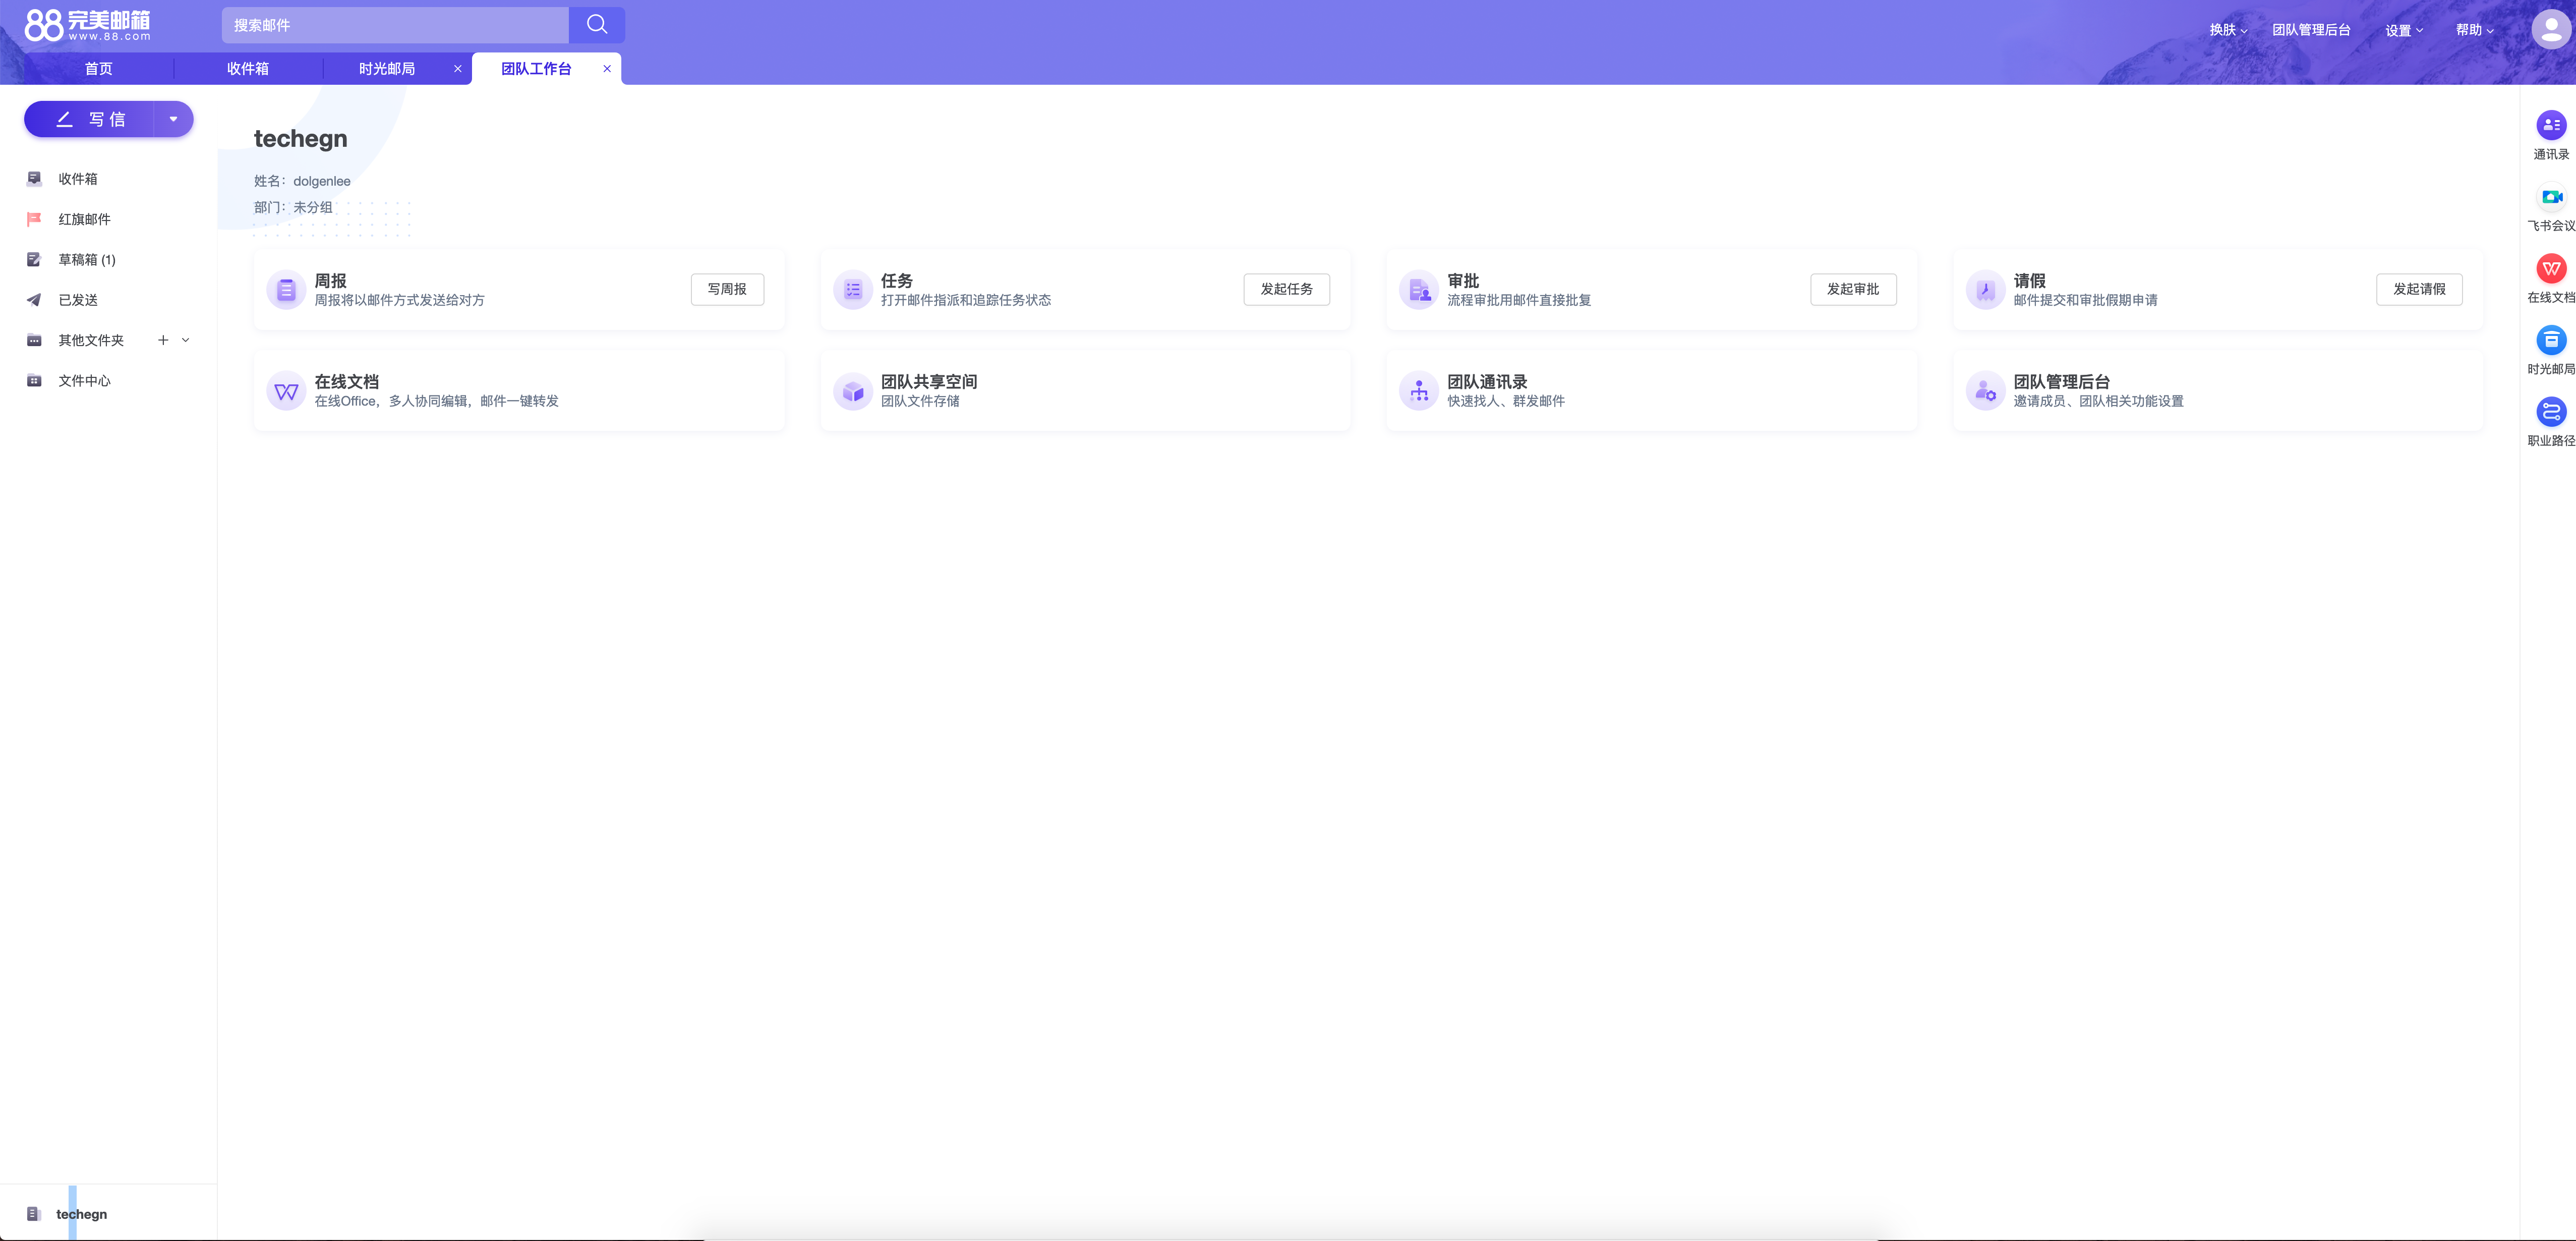 88 完美邮箱
www.88.com
搜索邮件
换肤
团队管理后台
设置
帮助
首页
收件箱
时光邮局
团队工作台
写信
收件箱
红旗邮件
草稿箱 (1)
已发送
其他文件夹
文件中心
techegn
姓名：dolgenlee
部门：未分组
周报
周报将以邮件方式发送给对方
写周报
任务
打开邮件指派和追踪任务状态
发起任务
审批
流程审批用邮件直接批复
发起审批
请假
邮件提交和审批假期申请
发起请假
在线文档
在线Office，多人协同编辑，邮件一键转发
团队共享空间
团队文件存储
团队通讯录
快速找人、群发邮件
团队管理后台
邀请成员、团队相关功能设置
通讯录
飞书会议
在线文档
时光邮局
职业路径
techegn